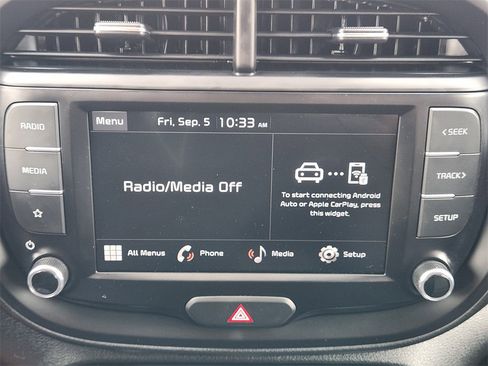 Menu Fri, Sep. 5 10:33 AM
RADIO
< SEEK
MEDIA
TRACK >
Radio/Media Off
To start connecting Android
Auto or Apple CarPlay, press
this widget.
SETUP
All Menus Phone Media Setup